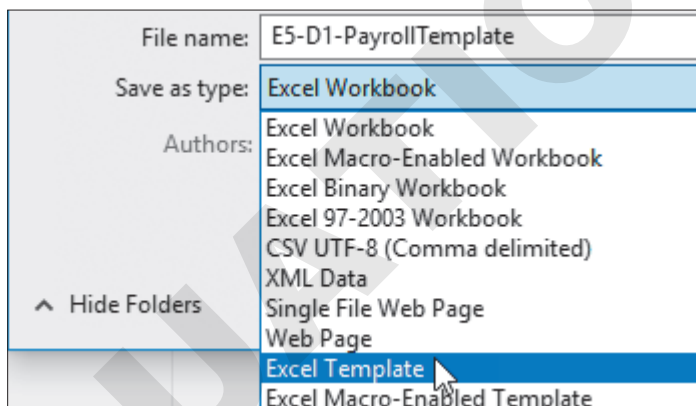 File name: E5-D1-PayrollTemplate
Save as type: Excel Workbook
Authors:
Excel Workbook
Excel Macro-Enabled Workbook
Excel Binary Workbook
Excel 97-2003 Workbook
CSV UTF-8 (Comma delimited)
XML Data
Hide Folders
Single File Web Page
Web Page
Excel Template
Excel Macro-Enabled Template